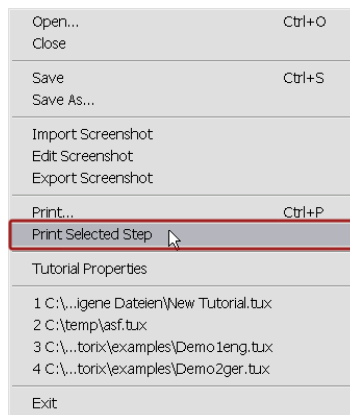 Open... Ctrl+O
Close
Save Ctrl+S
Save As...
Import Screenshot
Edit Screenshot
Export Screenshot
Print... Ctrl+P
Print Selected Step
Tutorial Properties
1 C:\...igene Dateien\New Tutorial.tux
2 C:\temp\asf.tux
3 C:\...torix\examples\Demo1eng.tux
4 C:\...torix\examples\Demo2ger.tux
Exit